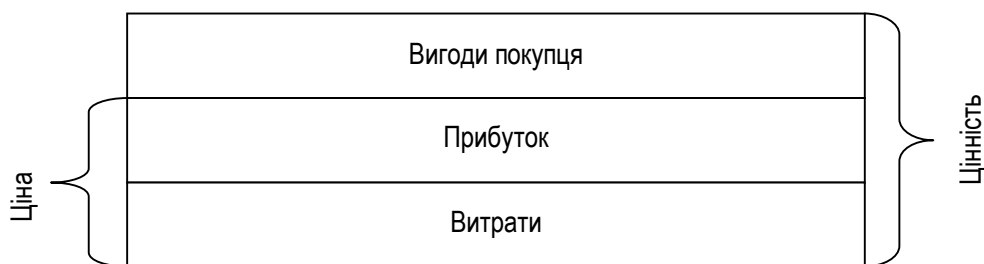 Вигоди покупця
Прибуток
Витрати
Ціна
Цінність